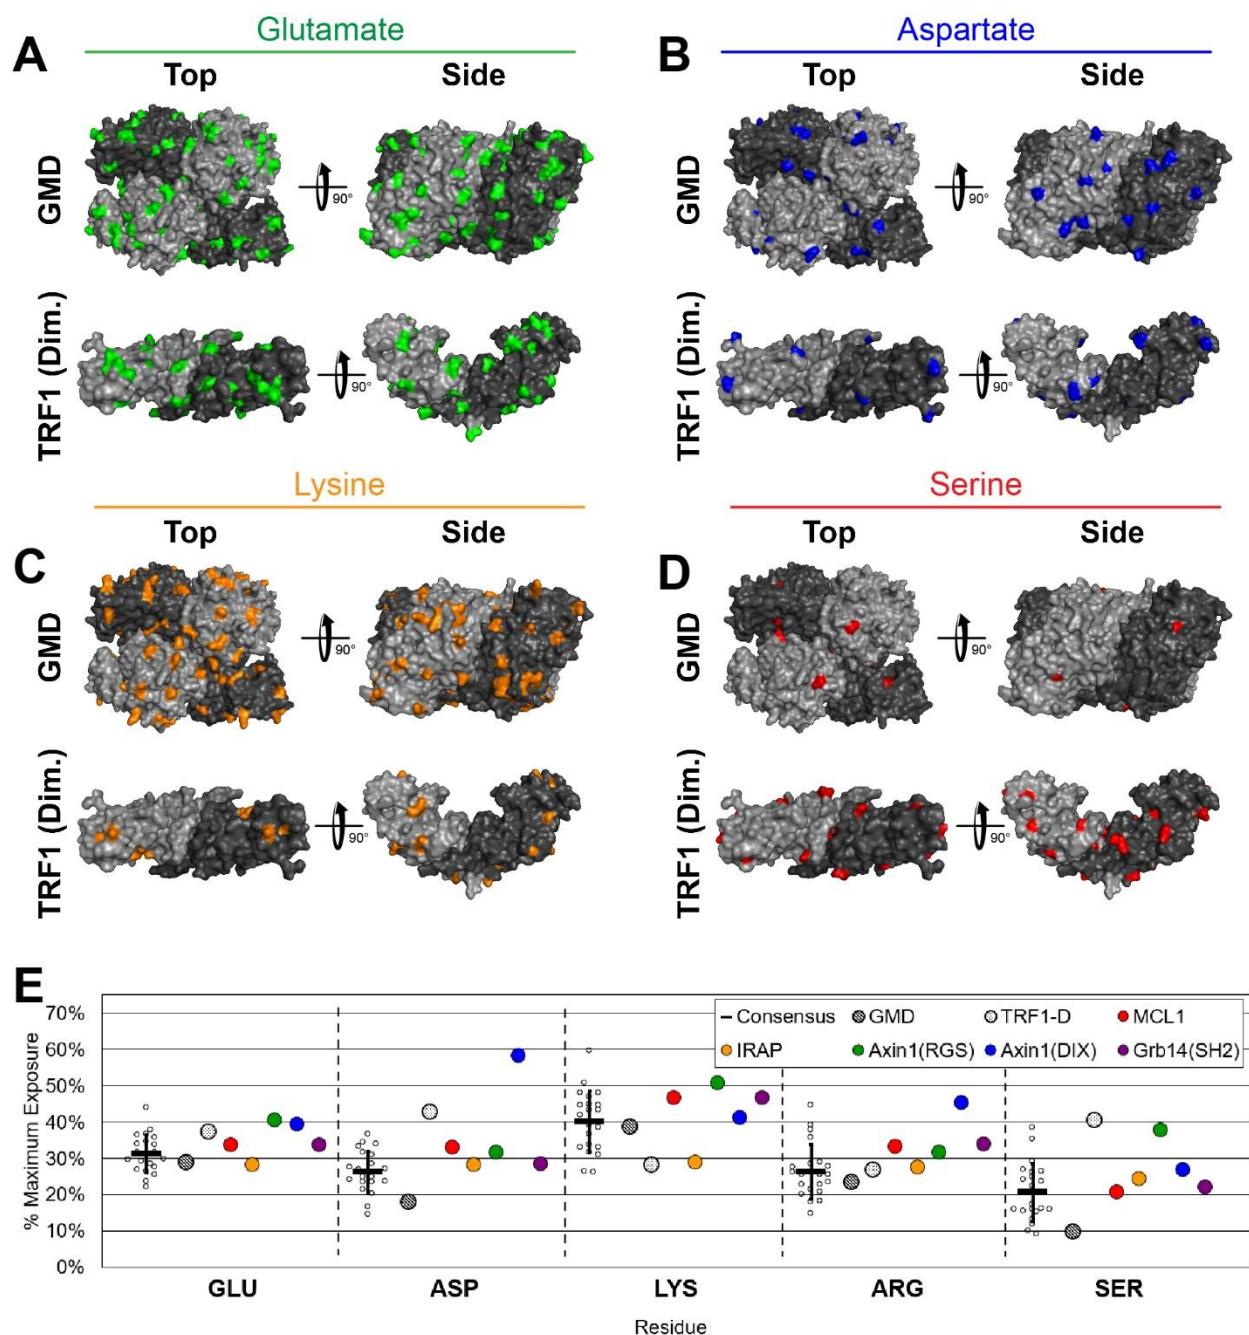 A
Glutamate
Top Side
GMD
90°
TRF1 (Dim.)
90°
B
Aspartate
Top Side
GMD
90°
TRF1 (Dim.)
90°
C
Lysine
Top Side
GMD
90°
TRF1 (Dim.)
90°
D
Serine
Top Side
GMD
90°
TRF1 (Dim.)
90°
E
% Maximum Exposure
70%
60%
50%
40%
30%
20%
10%
0%
Consensus GMD TRF1-D MCL1
IRAP Axin1(RGS) Axin1(DIX) Grb14(SH2)
GLU ASP LYS ARG SER
Residue